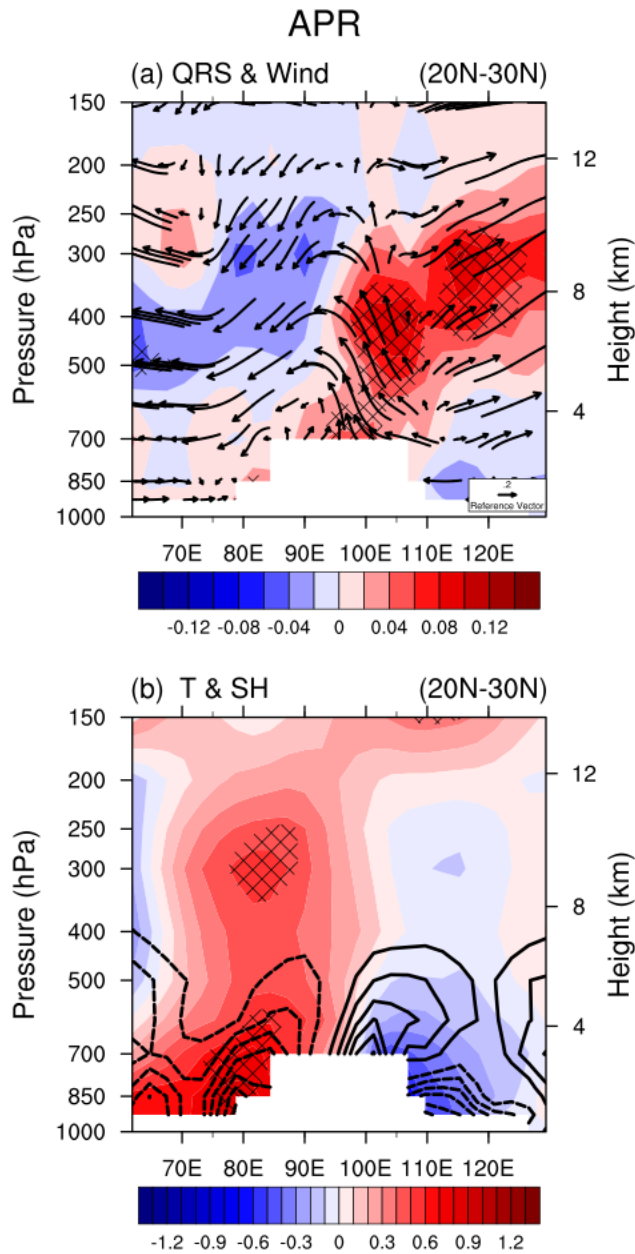 APR
(a) QRS & Wind (20N-30N)
150
200
250
300
400
500
700
850
1000
Pressure (hPa)
12
8
4
Height (km)
.2
Reference Vector
70E 80E 90E 100E 110E 120E
-0.12 -0.08 -0.04 0 0.04 0.08 0.12
(b) T & SH (20N-30N)
150
200
250
300
400
500
700
850
1000
Pressure (hPa)
12
8
4
Height (km)
70E 80E 90E 100E 110E 120E
-1.2 -0.9 -0.6 -0.3 0 0.3 0.6 0.9 1.2